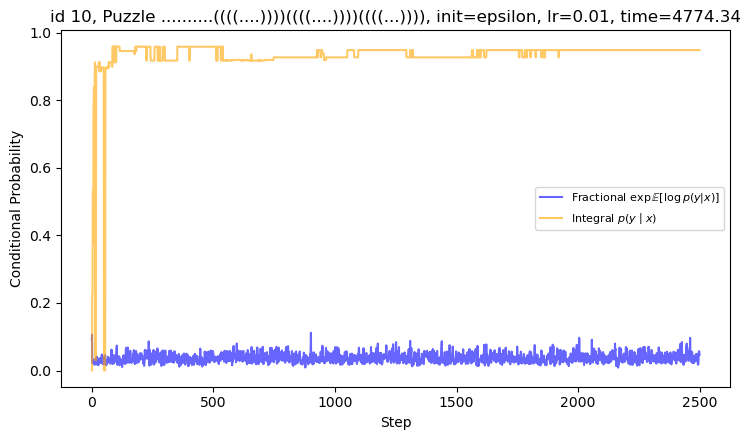 id 10, Puzzle ..........((((....))))((((....))))((((...)))), init=epsilon, lr=0.01, time=4774.34
1.0
0.8
0.6
0.4
0.2
0.0
Conditional Probability
Fractional exp𝔼[log p(y|x)]
Integral p(y | x)
0
500
1000
1500
2000
2500
Step